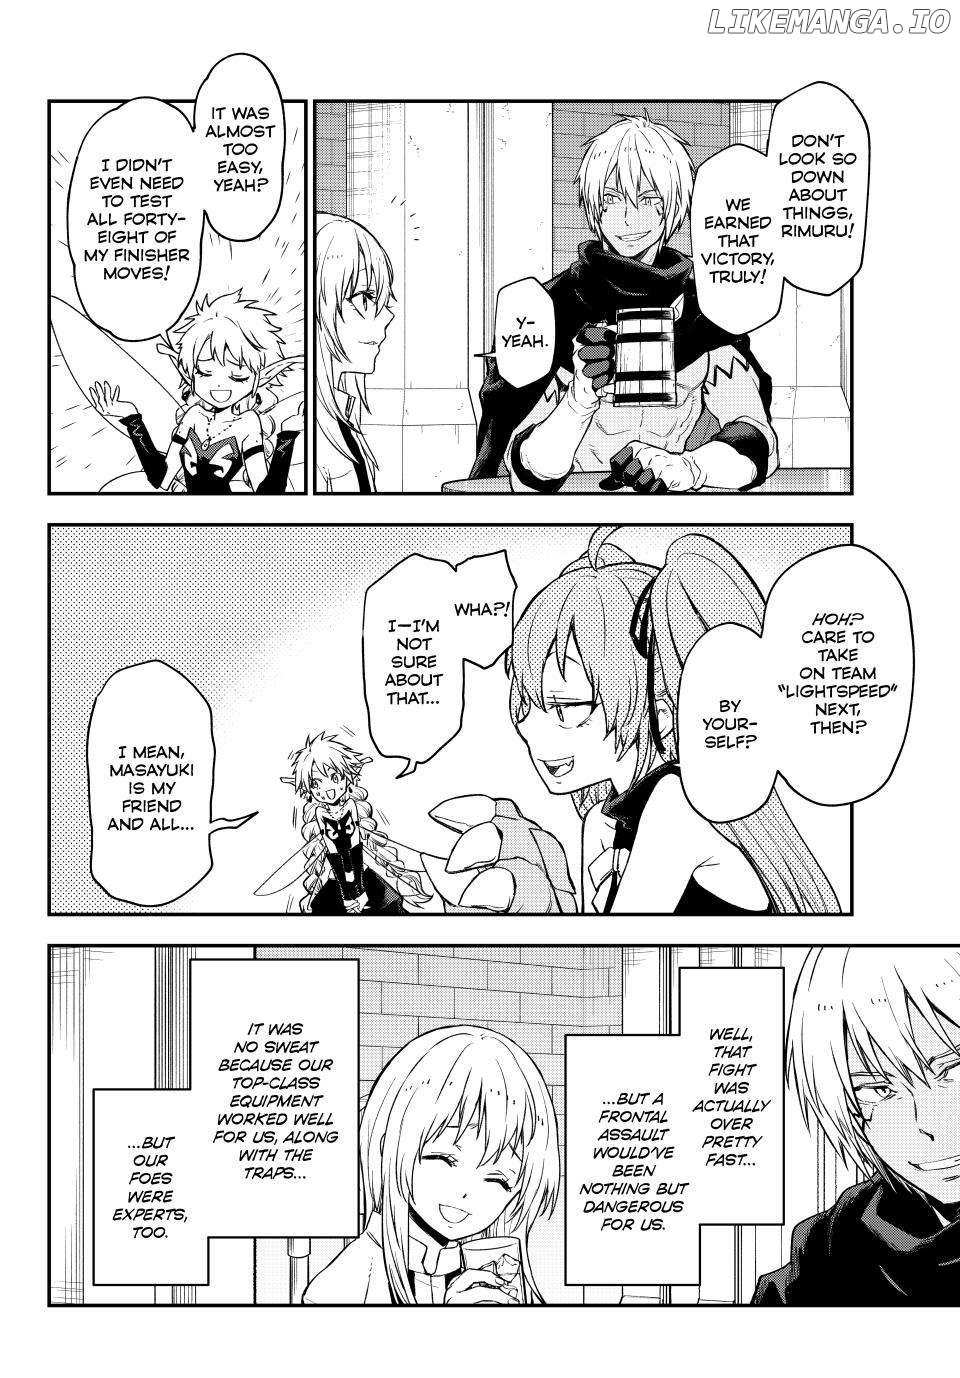 LIKEMANGA.IO
DON'T
LOOK SO
DOWN
ABOUT
THINGS,
RIMURU!
WE
EARNED
THAT
VICTORY,
TRULY!
Y-
YEAH.
IT WAS
ALMOST
TOO
EASY,
YEAH?
I DIDN'T
EVEN NEED
TO TEST
ALL FORTY-
EIGHT OF
MY FINISHER
MOVES!
HOH?
CARE TO
TAKE
ON TEAM
"LIGHTSPEED"
NEXT,
THEN?
BY
YOUR-
SELF?
WHA?!
I—I'M
NOT
SURE
ABOUT
THAT...
I MEAN,
MASAYUKI
IS MY
FRIEND
AND ALL...
WELL,
THAT
FIGHT
WAS
ACTUALLY
OVER
PRETTY
FAST...
...BUT A
FRONTAL
ASSAULT
WOULD'VE
BEEN
NOTHING BUT
DANGEROUS
FOR US.
IT WAS
NO SWEAT
BECAUSE OUR
TOP-CLASS
EQUIPMENT
WORKED WELL
FOR US, ALONG
WITH THE
TRAPS...
...BUT
OUR
FOES
WERE
EXPERTS,
TOO.